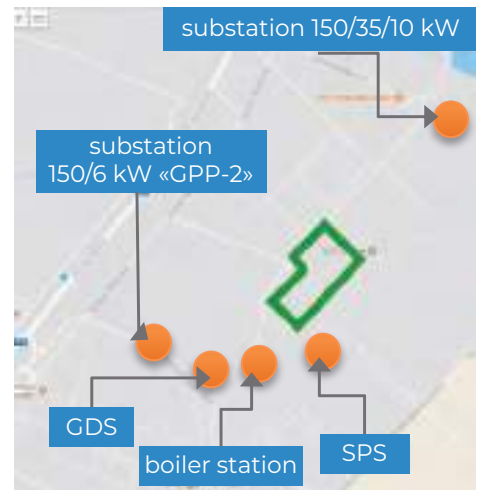 substation 150/35/10 kW
substation
150/6 kW «GPP-2»
GDS
boiler station
SPS